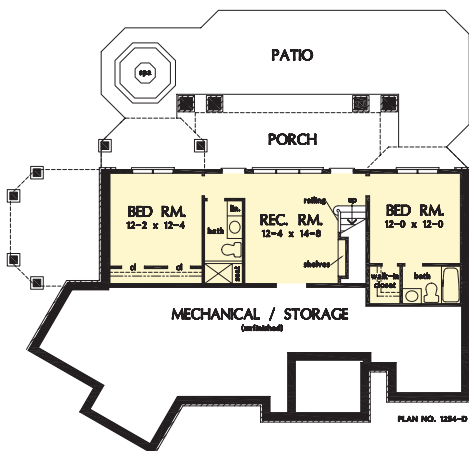 spa
PATIO
PORCH
railing
up
lin.
BED RM.
12-2 x 12-4
bath
REC. RM.
12-4 x 14-8
BED RM.
12-0 x 12-0
cl
cl
seat
shelves
walk-in
closet
bath
MECHANICAL / STORAGE
(unfinished)
PLAN NO. 1254-D